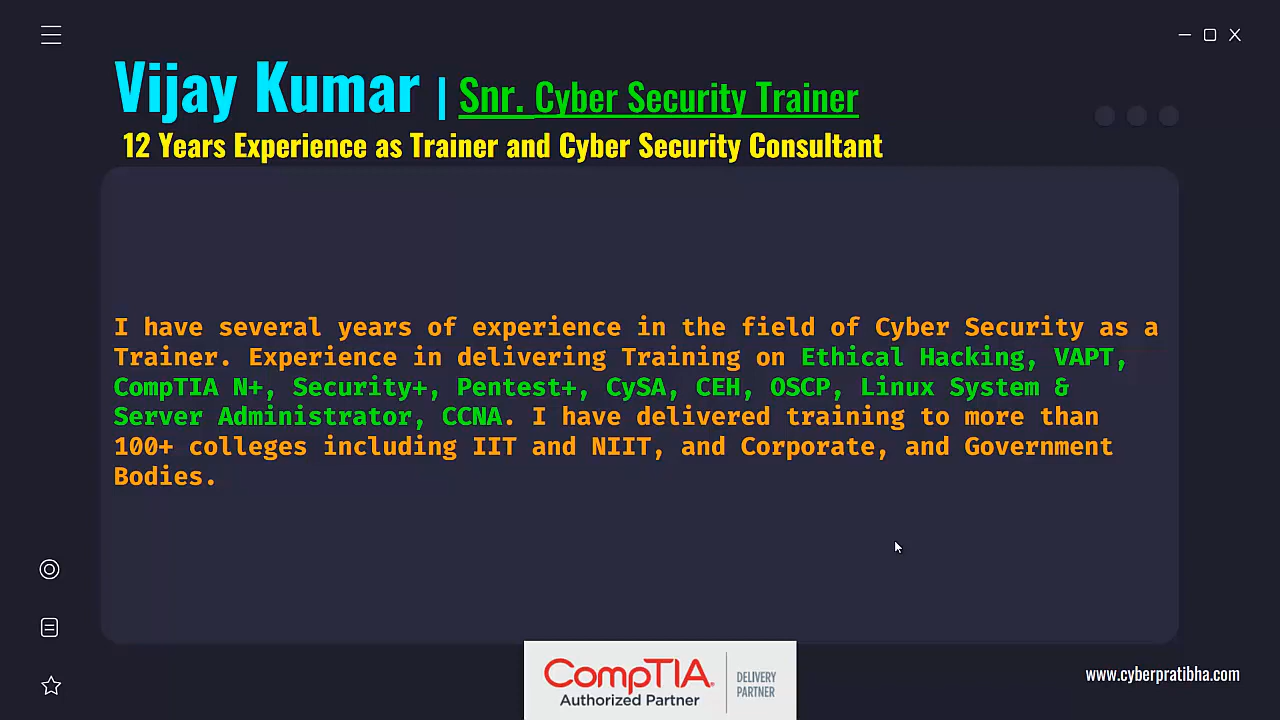 Vijay Kumar | Snr. Cyber Security Trainer
12 Years Experience as Trainer and Cyber Security Consultant
I have several years of experience in the field of Cyber Security as a
Trainer. Experience in delivering Training on Ethical Hacking, VAPT,
CompTIA N+, Security+, Pentest+, CySA, CEH, OSCP, Linux System &
Server Administrator, CCNA. I have delivered training to more than
100+ colleges including IIT and NIIT, and Corporate, and Government
Bodies.
CompTIA.
Authorized Partner
DELIVERY
PARTNER
www.cyberpratibha.com